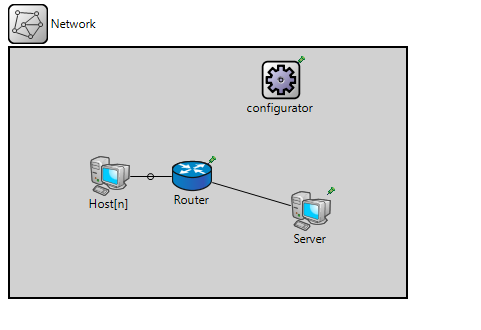 Network
configurator
Host[n]
Router
Server